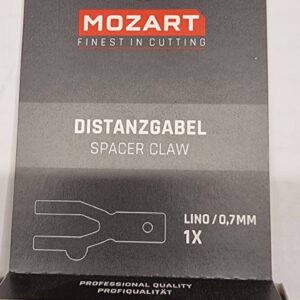 MOZART
FINEST IN CUTTING
DISTANZGABEL
SPACER CLAW
LINO / 0,7MM
1X
PROFESSIONAL QUALITY
PROFIQUALITÄT